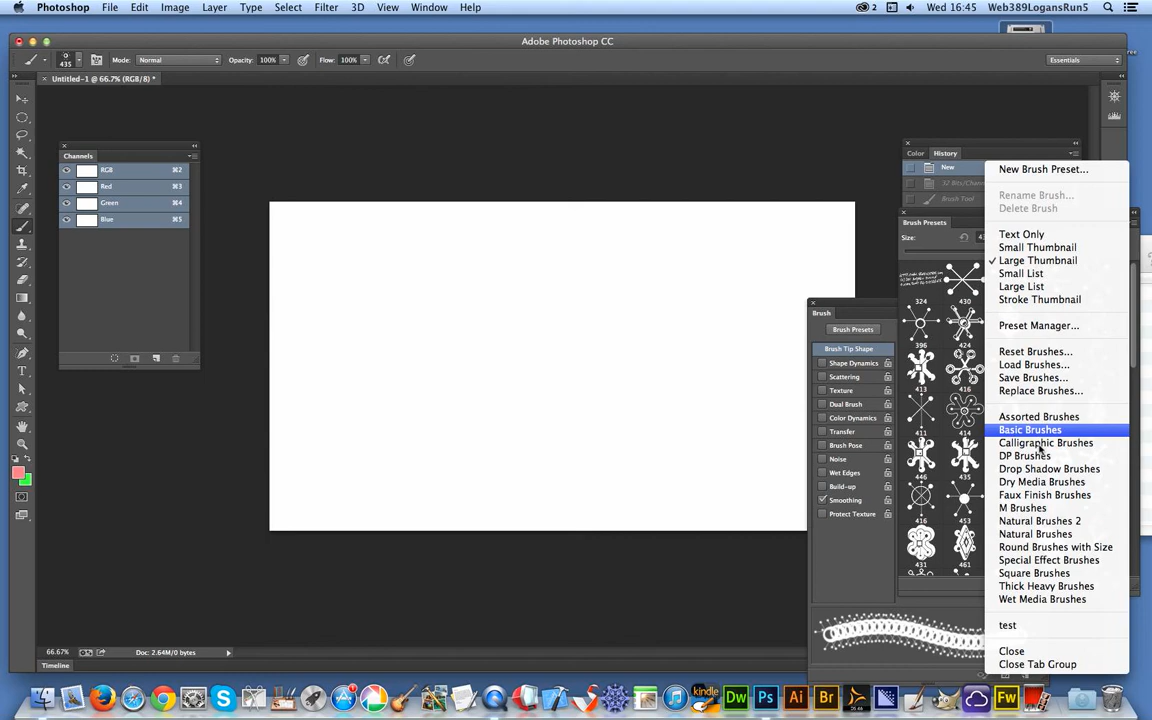 Photoshop File Edit Image Layer Type Select Filter 3D View Window Help
2 Wed 16:45 Web389LogansRun5
Adobe Photoshop CC
435 Mode: Normal Opacity: 100% Flow: 100% Essentials
Untitled-1 @ 66.7% (RGB/8) *
Channels
RGB ⌘2
Red ⌘3
Green ⌘4
Blue ⌘5
Color History
New
32 Bits/Chan
Brush Tool
Brush Presets
Size:
324 430
396 424
413 416
411 414
446 435
416 453
431 461
Brush
Brush Presets
Brush Tip Shape
Shape Dynamics
Scattering
Texture
Dual Brush
Color Dynamics
Transfer
Brush Pose
Noise
Wet Edges
Build-up
Smoothing
Protect Texture
New Brush Preset...
Rename Brush...
Delete Brush
Text Only
Small Thumbnail
✓ Large Thumbnail
Small List
Large List
Stroke Thumbnail
Preset Manager...
Reset Brushes...
Load Brushes...
Save Brushes...
Replace Brushes...
Assorted Brushes
Basic Brushes
Calligraphic Brushes
DP Brushes
Drop Shadow Brushes
Dry Media Brushes
Faux Finish Brushes
M Brushes
Natural Brushes 2
Natural Brushes
Round Brushes with Size
Special Effect Brushes
Square Brushes
Thick Heavy Brushes
Wet Media Brushes
test
Close
Close Tab Group
66.67% Doc: 2.64M/0 bytes
Timeline
kindle Dw Ps Ai Br Fw